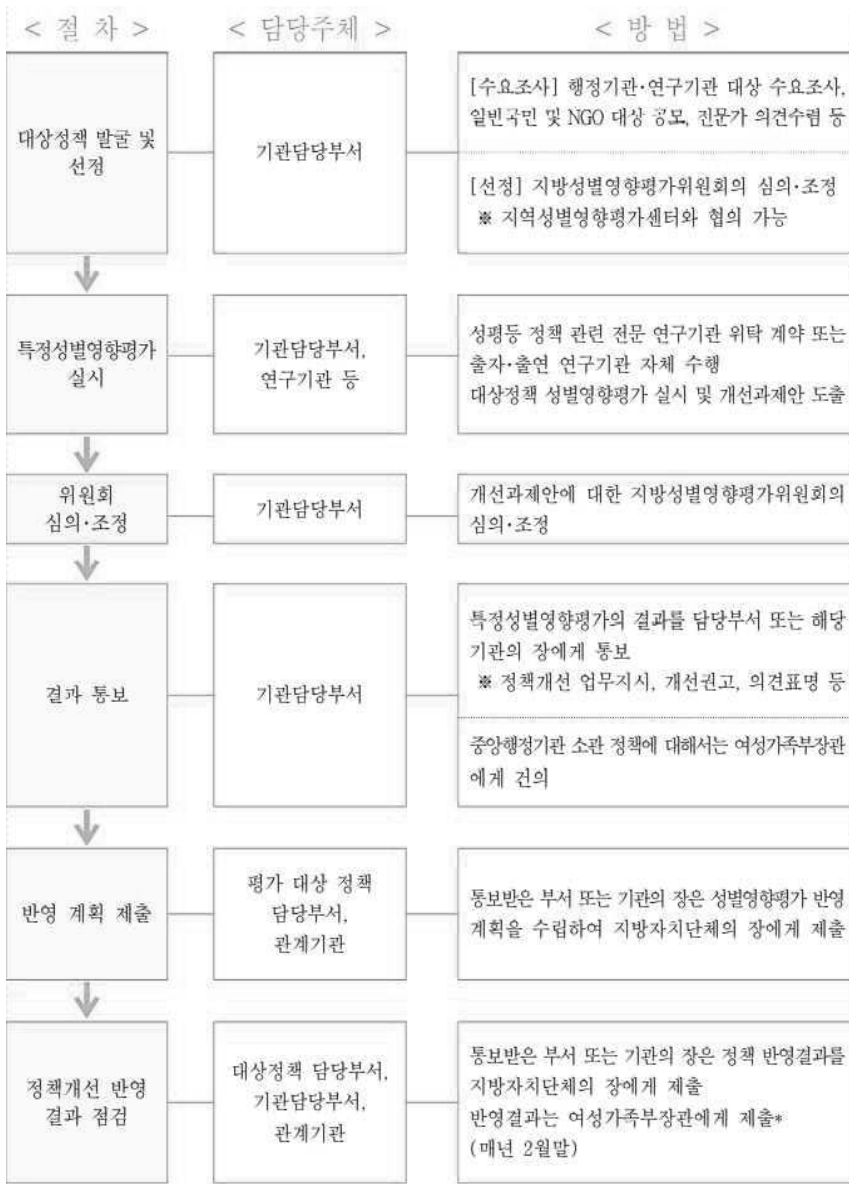 < 절 차 >
< 담당주체 >
< 방 법 >
대상정책 발굴 및
선정
기관담당부서
[수요조사] 행정기관·연구기관 대상 수요조사,
일반국민 및 NGO 대상 공모, 전문가 의견수렴 등
[선정] 지방성별영향평가위원회의 심의·조정
※ 지역성별영향평가센터와 협의 가능
특정성별영향평가
실시
기관담당부서,
연구기관 등
성평등 정책 관련 전문 연구기관 위탁 계약 또는
출자·출연 연구기관 자체 수행
대상정책 성별영향평가 실시 및 개선과제안 도출
위원회
심의·조정
기관담당부서
개선과제안에 대한 지방성별영향평가위원회의
심의·조정
결과 통보
기관담당부서
특정성별영향평가의 결과를 담당부서 또는 해당
기관의 장에게 통보
※ 정책개선 업무지시, 개선권고, 의견표명 등
중앙행정기관 소관 정책에 대해서는 여성가족부장관
에게 건의
반영 계획 제출
평가 대상 정책
담당부서,
관계기관
통보받은 부서 또는 기관의 장은 성별영향평가 반영
계획을 수립하여 지방자치단체의 장에게 제출
정책개선 반영
결과 점검
대상정책 담당부서,
기관담당부서,
관계기관
통보받은 부서 또는 기관의 장은 정책 반영결과를
지방자치단체의 장에게 제출
반영결과는 여성가족부장관에게 제출*
(매년 2월말)